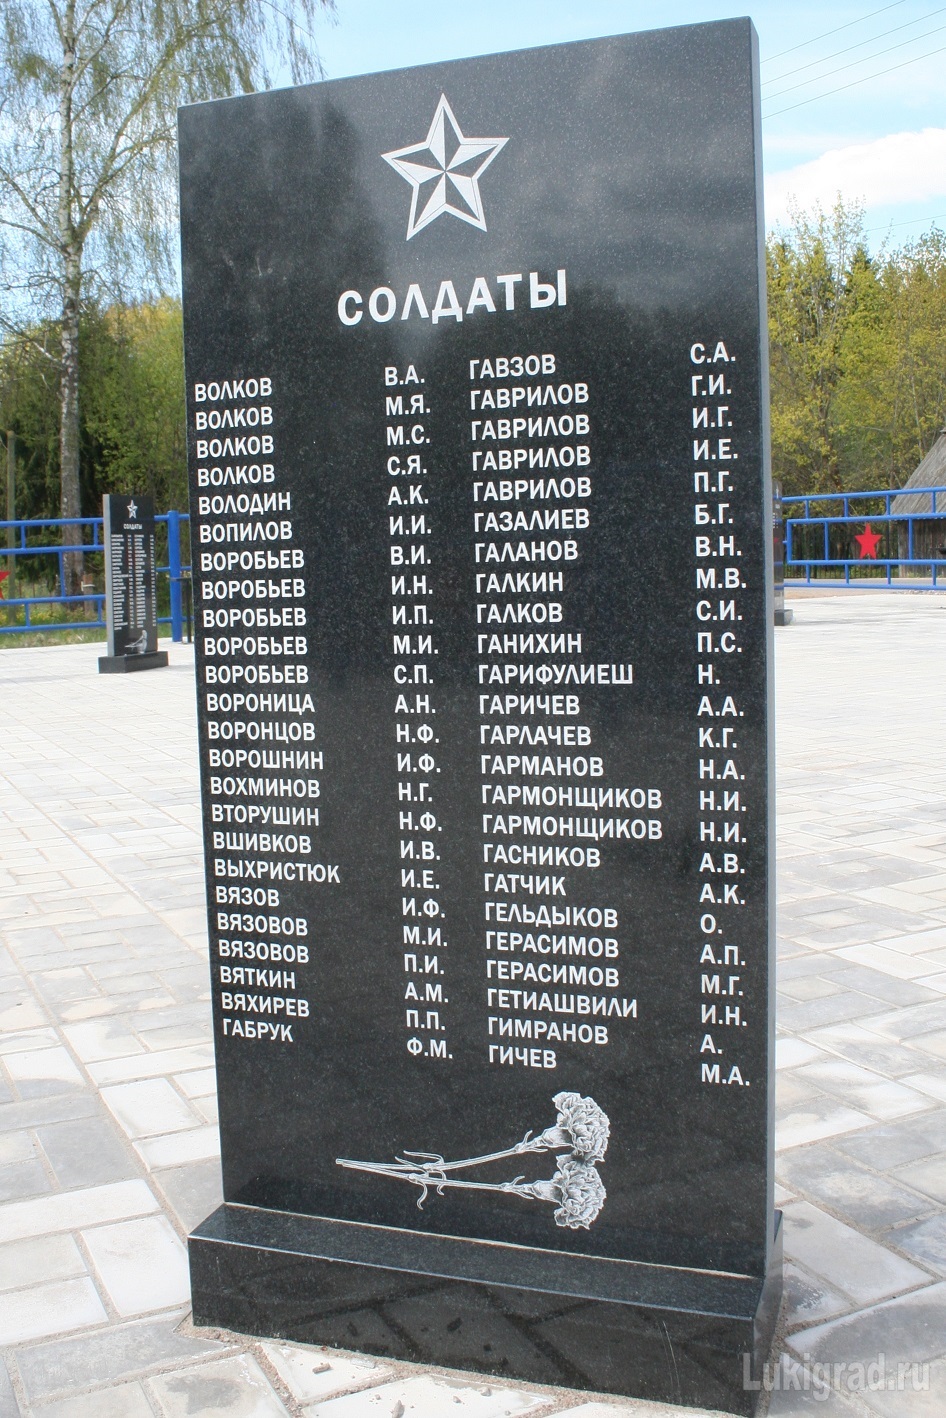 СОЛДАТЫ
ВОЛКОВ В.А.
ВОЛКОВ М.Я.
ВОЛКОВ М.С.
ВОЛКОВ С.Я.
ВОЛОДИН А.К.
ВОПИЛОВ И.И.
ВОРОБЬЕВ В.И.
ВОРОБЬЕВ И.Н.
ВОРОБЬЕВ И.П.
ВОРОБЬЕВ М.И.
ВОРОБЬЕВ С.П.
ВОРОНИЦА А.Н.
ВОРОНЦОВ Н.Ф.
ВОРОШНИН И.Ф.
ВОХМИНОВ Н.Г.
ВТОРУШИН Н.Ф.
ВШИВКОВ И.В.
ВЫХРИСТЮК И.Е.
ВЯЗОВ И.Ф.
ВЯЗОВОВ М.И.
ВЯЗОВОВ П.И.
ВЯТКИН А.М.
ВЯХИРЕВ П.П.
ГАБРУК Ф.М.
ГАВЗОВ С.А.
ГАВРИЛОВ Г.И.
ГАВРИЛОВ И.Г.
ГАВРИЛОВ И.Е.
ГАВРИЛОВ П.Г.
ГАЗАЛИЕВ Б.Г.
ГАЛАНОВ В.Н.
ГАЛКИН М.В.
ГАЛКОВ С.И.
ГАНИХИН П.С.
ГАРИФУЛИЕШ Н.
ГАРИЧЕВ А.А.
ГАРЛАЧЕВ К.Г.
ГАРМАНОВ Н.А.
ГАРМОНЩИКОВ Н.И.
ГАРМОНЩИКОВ Н.И.
ГАСНИКОВ А.В.
ГАТЧИК А.К.
ГЕЛЬДЫКОВ О.
ГЕРАСИМОВ А.П.
ГЕРАСИМОВ М.Г.
ГЕТИАШВИЛИ И.Н.
ГИМРАНОВ А.
ГИЧЕВ М.А.
СОЛДАТЫ
Lukigrad.ru